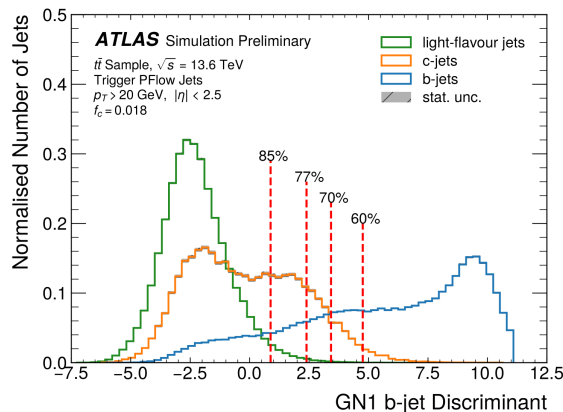 0.5
0.4
0.3
0.2
0.1
0.0
Normalised Number of Jets
ATLAS Simulation Preliminary
tt̄ Sample, √s = 13.6 TeV
Trigger PFlow Jets
p_T > 20 GeV, |η| < 2.5
f_c = 0.018
light-flavour jets
c-jets
b-jets
stat. unc.
85%
77%
70%
60%
−7.5 −5.0 −2.5 0.0 2.5 5.0 7.5 10.0 12.5
GN1 b-jet Discriminant